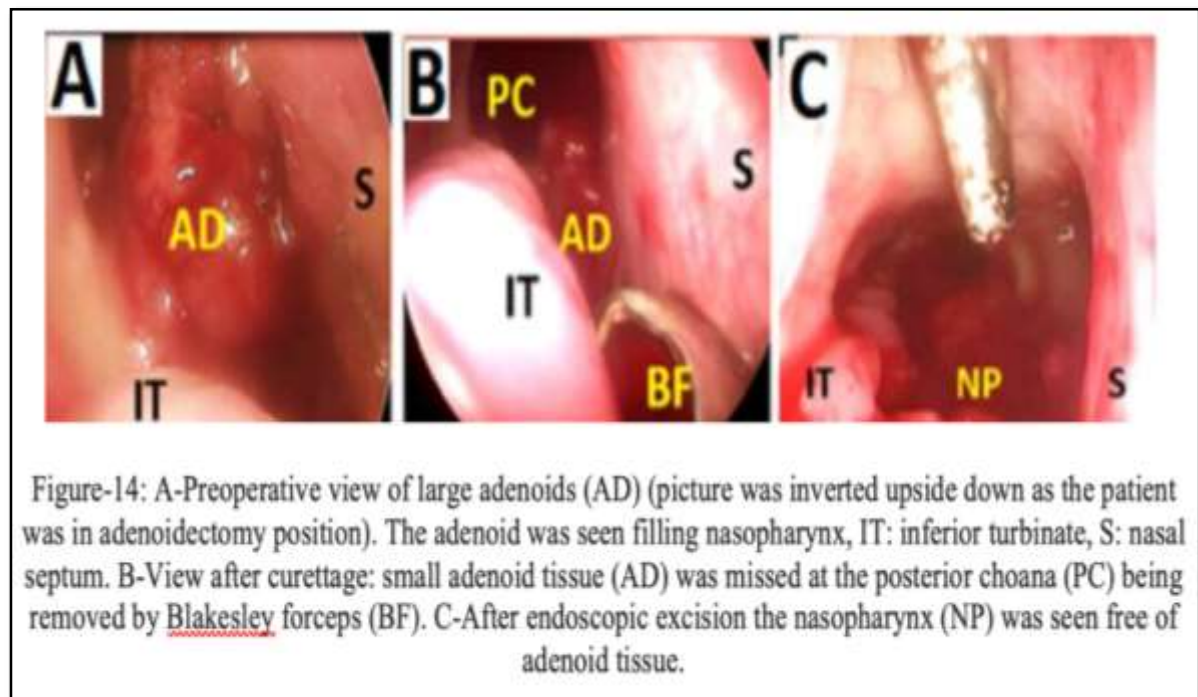 A
AD
S
IT
B
PC
AD
S
IT
BF
C
IT
NP
S
Figure-14: A-Preoperative view of large adenoids (AD) (picture was inverted upside down as the patient
was in adenoidectomy position). The adenoid was seen filling nasopharynx, IT: inferior turbinate, S: nasal
septum. B-View after curettage: small adenoid tissue (AD) was missed at the posterior choana (PC) being
removed by Blakesley forceps (BF). C-After endoscopic excision the nasopharynx (NP) was seen free of
adenoid tissue.